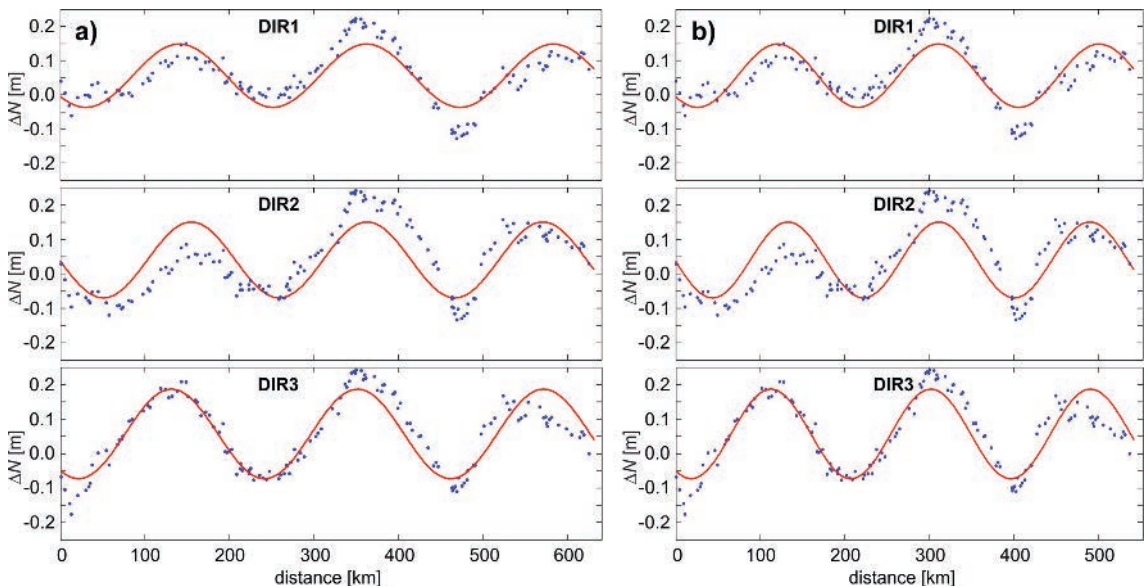 a)
DIR1
0.2
0.1
0.0
-0.1
-0.2
ΔN [m]
DIR2
0.2
0.1
0.0
-0.1
-0.2
ΔN [m]
DIR3
0.2
0.1
0.0
-0.1
-0.2
ΔN [m]
0 100 200 300 400 500 600
distance [km]
b)
DIR1
0.2
0.1
0.0
-0.1
-0.2
ΔN [m]
DIR2
0.2
0.1
0.0
-0.1
-0.2
ΔN [m]
DIR3
0.2
0.1
0.0
-0.1
-0.2
ΔN [m]
0 100 200 300 400 500
distance [km]